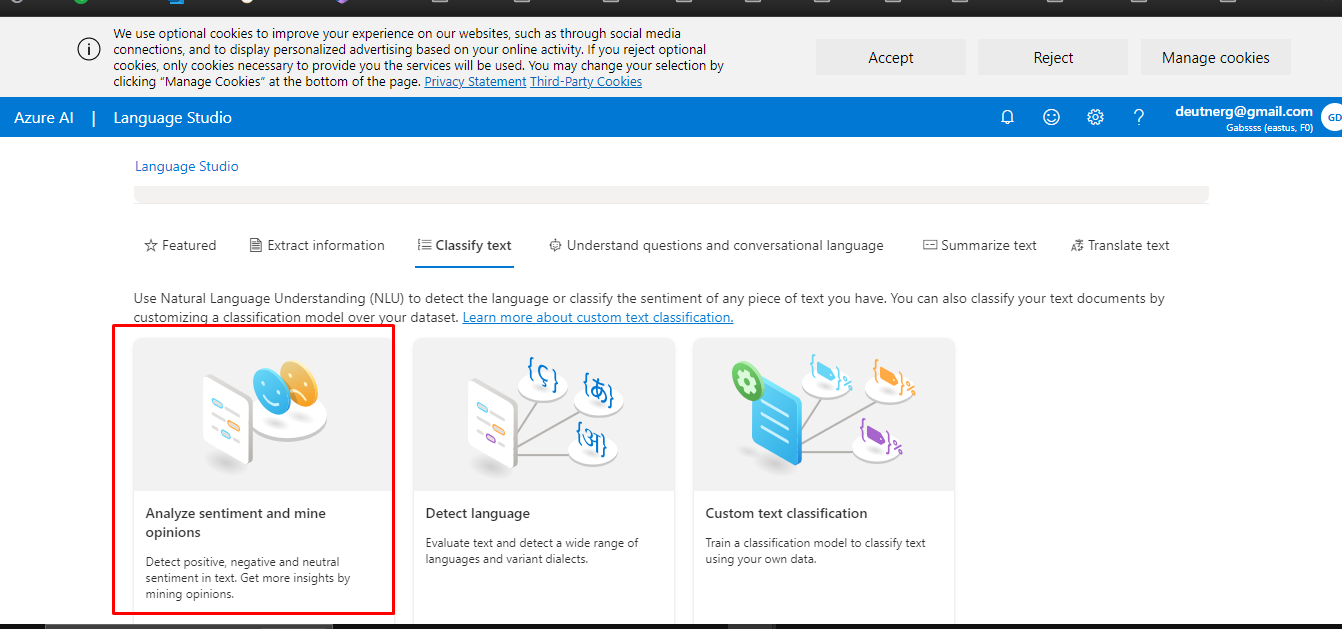 We use optional cookies to improve your experience on our websites, such as through social media
connections, and to display personalized advertising based on your online activity. If you reject optional
cookies, only cookies necessary to provide you the services will be used. You may change your selection by
clicking “Manage Cookies” at the bottom of the page. Privacy Statement Third-Party Cookies
Accept
Reject
Manage cookies
Azure AI | Language Studio
?
deutnerg@gmail.com
Gabssss (eastus, F0)
GD
Language Studio
Featured
Extract information
Classify text
Understand questions and conversational language
Summarize text
Translate text
Use Natural Language Understanding (NLU) to detect the language or classify the sentiment of any piece of text you have. You can also classify your text documents by
customizing a classification model over your dataset. Learn more about custom text classification.
{ç}
{あ}
{अ}
Analyze sentiment and mine
opinions
Detect positive, negative and neutral
sentiment in text. Get more insights by
mining opinions.
Detect language
Evaluate text and detect a wide range of
languages and variant dialects.
Custom text classification
Train a classification model to classify text
using your own data.